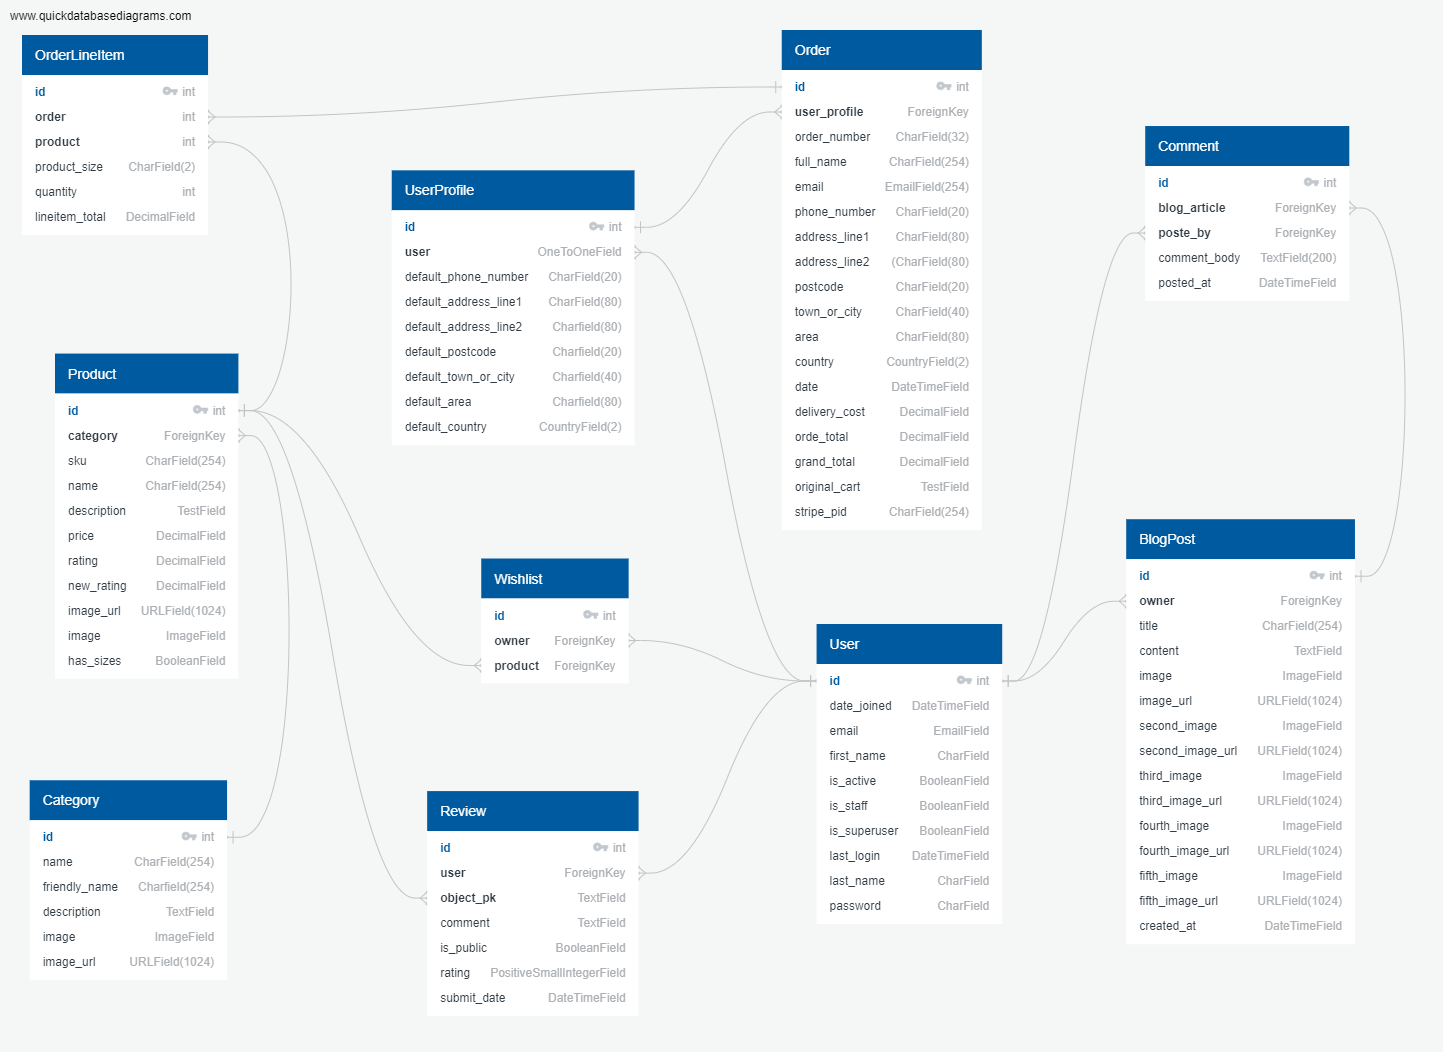 www.quickdatabasediagrams.com
OrderLineItem
id int
order int
product int
product_size CharField(2)
quantity int
lineitem_total DecimalField
Order
id int
user_profile ForeignKey
order_number CharField(32)
full_name CharField(254)
email EmailField(254)
phone_number CharField(20)
address_line1 CharField(80)
address_line2 (CharField(80)
postcode CharField(20)
town_or_city CharField(40)
area CharField(80)
country CountryField(2)
date DateTimeField
delivery_cost DecimalField
orde_total DecimalField
grand_total DecimalField
original_cart TestField
stripe_pid CharField(254)
Comment
id int
blog_article ForeignKey
poste_by ForeignKey
comment_body TextField(200)
posted_at DateTimeField
UserProfile
id int
user OneToOneField
default_phone_number CharField(20)
default_address_line1 CharField(80)
default_address_line2 Charfield(80)
default_postcode Charfield(20)
default_town_or_city Charfield(40)
default_area Charfield(80)
default_country CountryField(2)
Product
id int
category ForeignKey
sku CharField(254)
name CharField(254)
description TestField
price DecimalField
rating DecimalField
new_rating DecimalField
image_url URLField(1024)
image ImageField
has_sizes BooleanField
Wishlist
id int
owner ForeignKey
product ForeignKey
BlogPost
id int
owner ForeignKey
title CharField(254)
content TextField
image ImageField
image_url URLField(1024)
second_image ImageField
second_image_url URLField(1024)
third_image ImageField
third_image_url URLField(1024)
fourth_image ImageField
fourth_image_url URLField(1024)
fifth_image ImageField
fifth_image_url URLField(1024)
created_at DateTimeField
User
id int
date_joined DateTimeField
email EmailField
first_name CharField
is_active BooleanField
is_staff BooleanField
is_superuser BooleanField
last_login DateTimeField
last_name CharField
password CharField
Category
id int
name CharField(254)
friendly_name Charfield(254)
description TextField
image ImageField
image_url URLField(1024)
Review
id int
user ForeignKey
object_pk TextField
comment TextField
is_public BooleanField
rating PositiveSmallIntegerField
submit_date DateTimeField